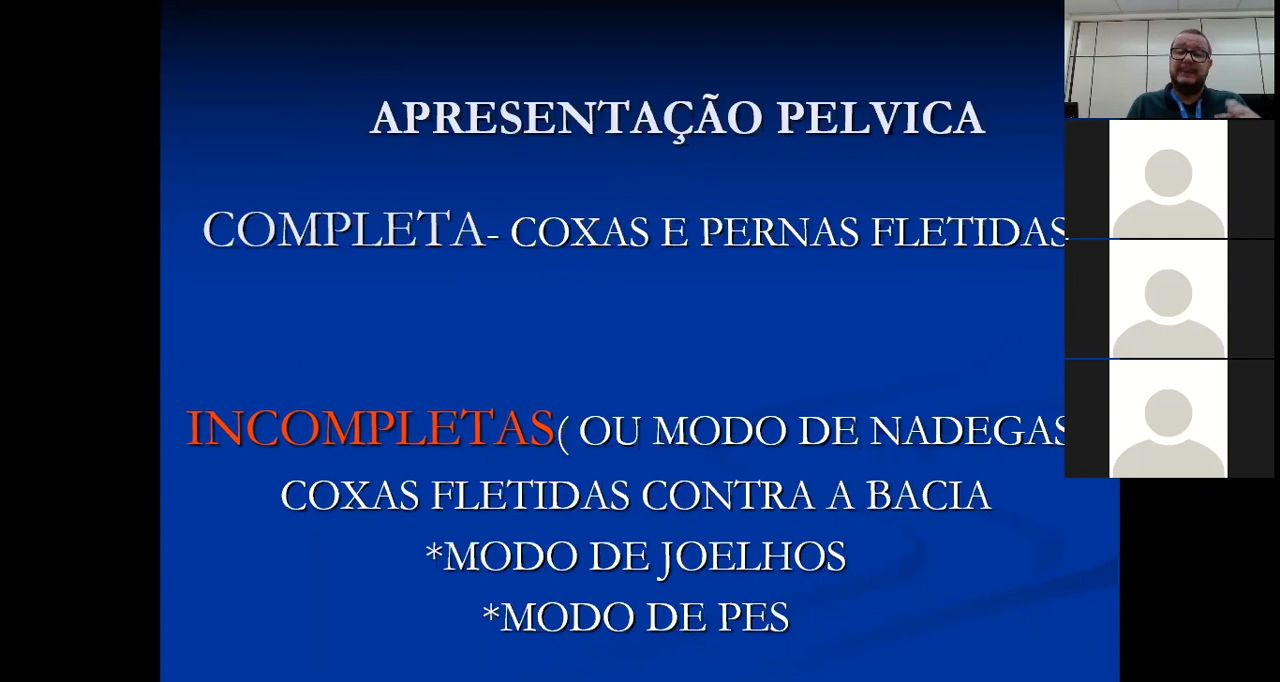 APRESENTAÇÃO PELVICA
COMPLETA- COXAS E PERNAS FLETIDAS
INCOMPLETAS( OU MODO DE NADEGAS
COXAS FLETIDAS CONTRA A BACIA
*MODO DE JOELHOS
*MODO DE PES